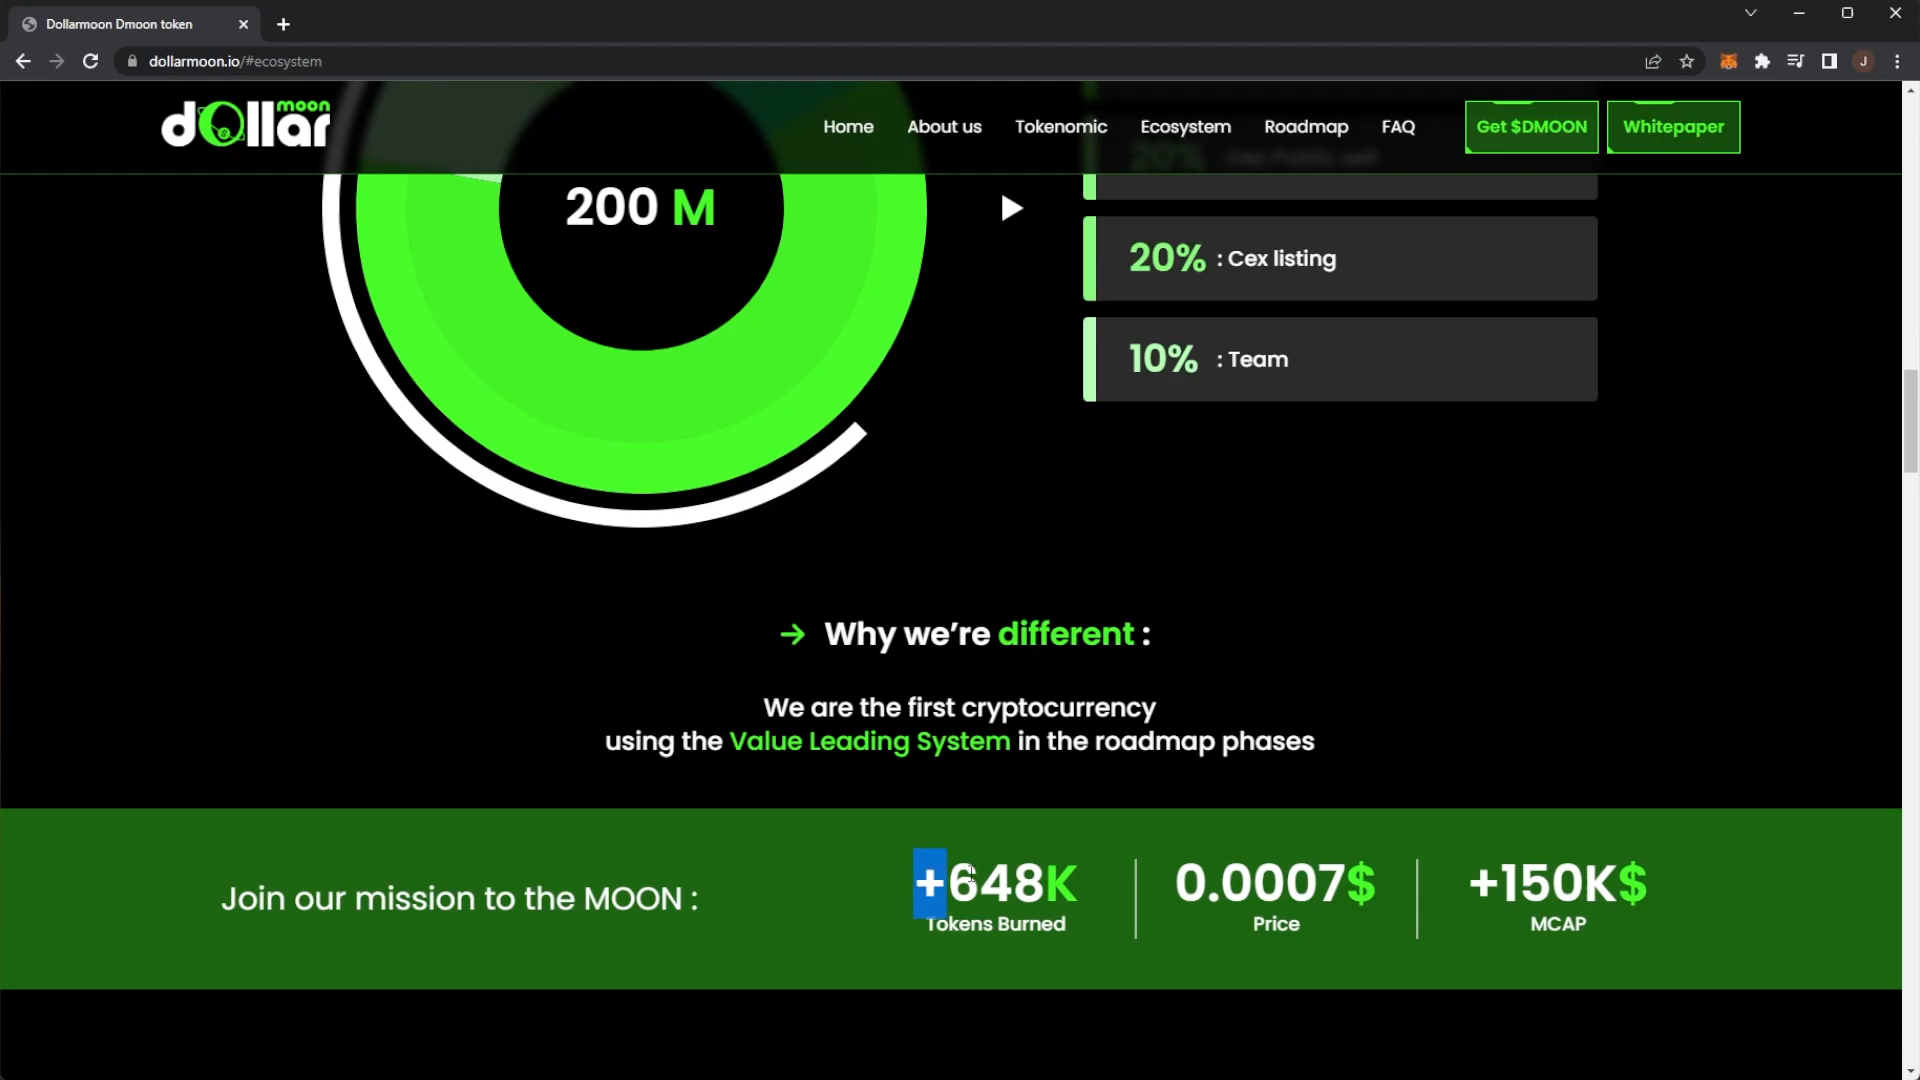 Dollarmoon Dmoon token
dollarmoon.io/#ecosystem
J
dollar moon
Home About us Tokenomic Ecosystem Roadmap FAQ Get $DMOON Whitepaper
200 M
20%
20% : Cex listing
10% : Team
Why we’re different :
We are the first cryptocurrency
using the Value Leading System in the roadmap phases
Join our mission to the MOON :
+648K
Tokens Burned
0.0007$
Price
+150K$
MCAP